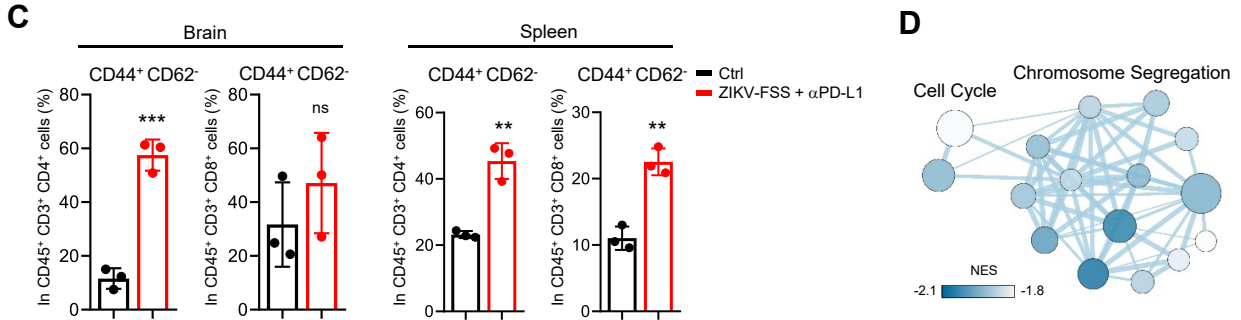 C
Brain
Spleen
CD44⁺ CD62⁻
CD44⁺ CD62⁻
CD44⁺ CD62⁻
CD44⁺ CD62⁻
Ctrl
ZIKV-FSS + αPD-L1
In CD45⁺ CD3⁺ CD4⁺ cells (%)
80
60
40
20
0
***
In CD45⁺ CD3⁺ CD8⁺ cells (%)
80
60
40
20
0
ns
In CD45⁺ CD3⁺ CD4⁺ cells (%)
60
40
20
0
**
In CD45⁺ CD3⁺ CD8⁺ cells (%)
30
20
10
0
**
D
Chromosome Segregation
Cell Cycle
NES
-2.1
-1.8